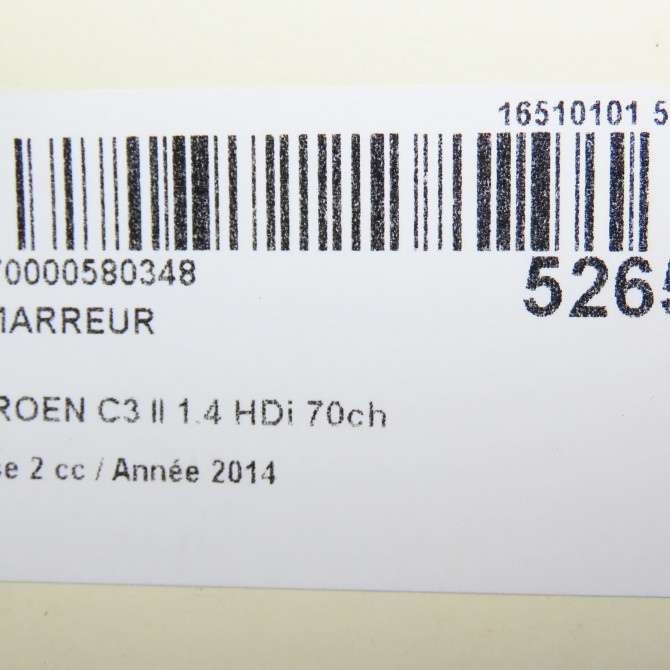 16510101 5
70000580348
5265
MARREUR
ROEN C3 II 1.4 HDi 70ch
se 2 cc / Année 2014